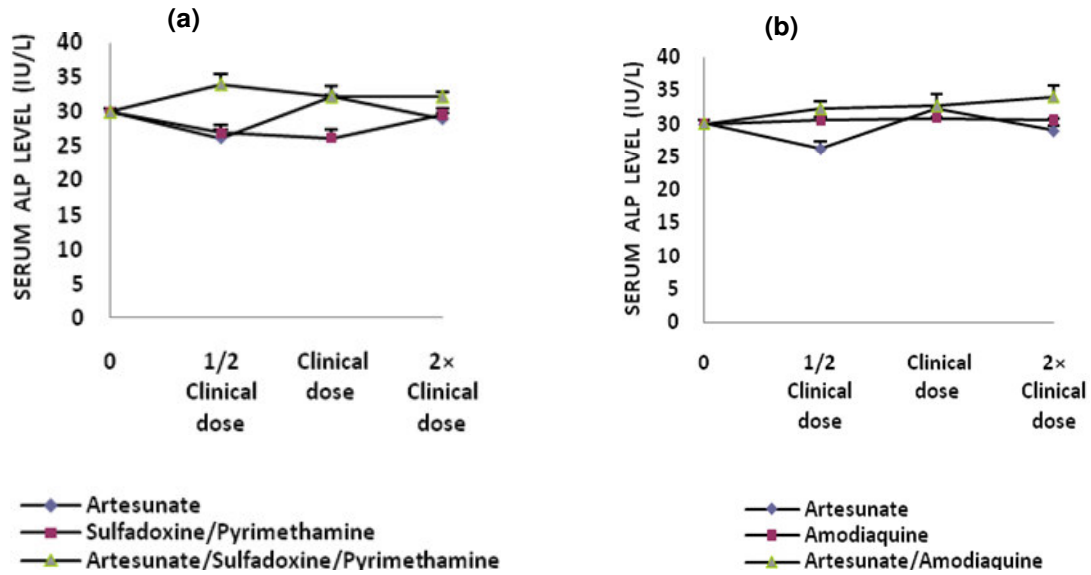 (a)
SERUM ALP LEVEL (IU/L)
40
35
30
25
20
15
10
5
0
0
1/2
Clinical
dose
Clinical
dose
2×
Clinical
dose
Artesunate
Sulfadoxine/Pyrimethamine
Artesunate/Sulfadoxine/Pyrimethamine
(b)
SERUM ALP LEVEL (IU/L)
40
35
30
25
20
15
10
5
0
0
1/2
Clinical
dose
Clinical
dose
2×
Clinical
dose
Artesunate
Amodiaquine
Artesunate/Amodiaquine